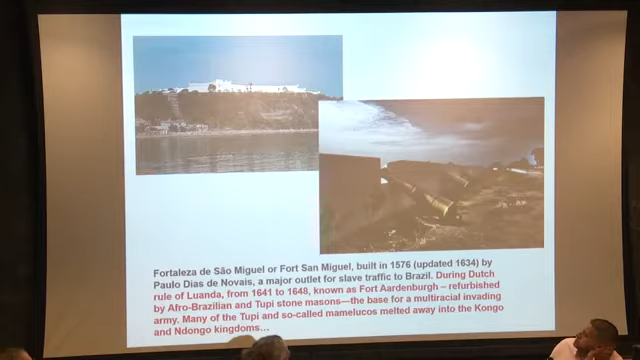 Fortaleza de São Miguel or Fort San Miguel, built in 1576 (updated 1634) by
Paulo Dias de Novais, a major outlet for slave traffic to Brazil. During Dutch
rule of Luanda, from 1641 to 1648, known as Fort Aardenburgh – refurbished
by Afro-Brazilian and Tupi stone masons—the base for a multiracial invading
army. Many of the Tupi and so-called mamelucos melted away into the Kongo
and Ndongo kingdoms…